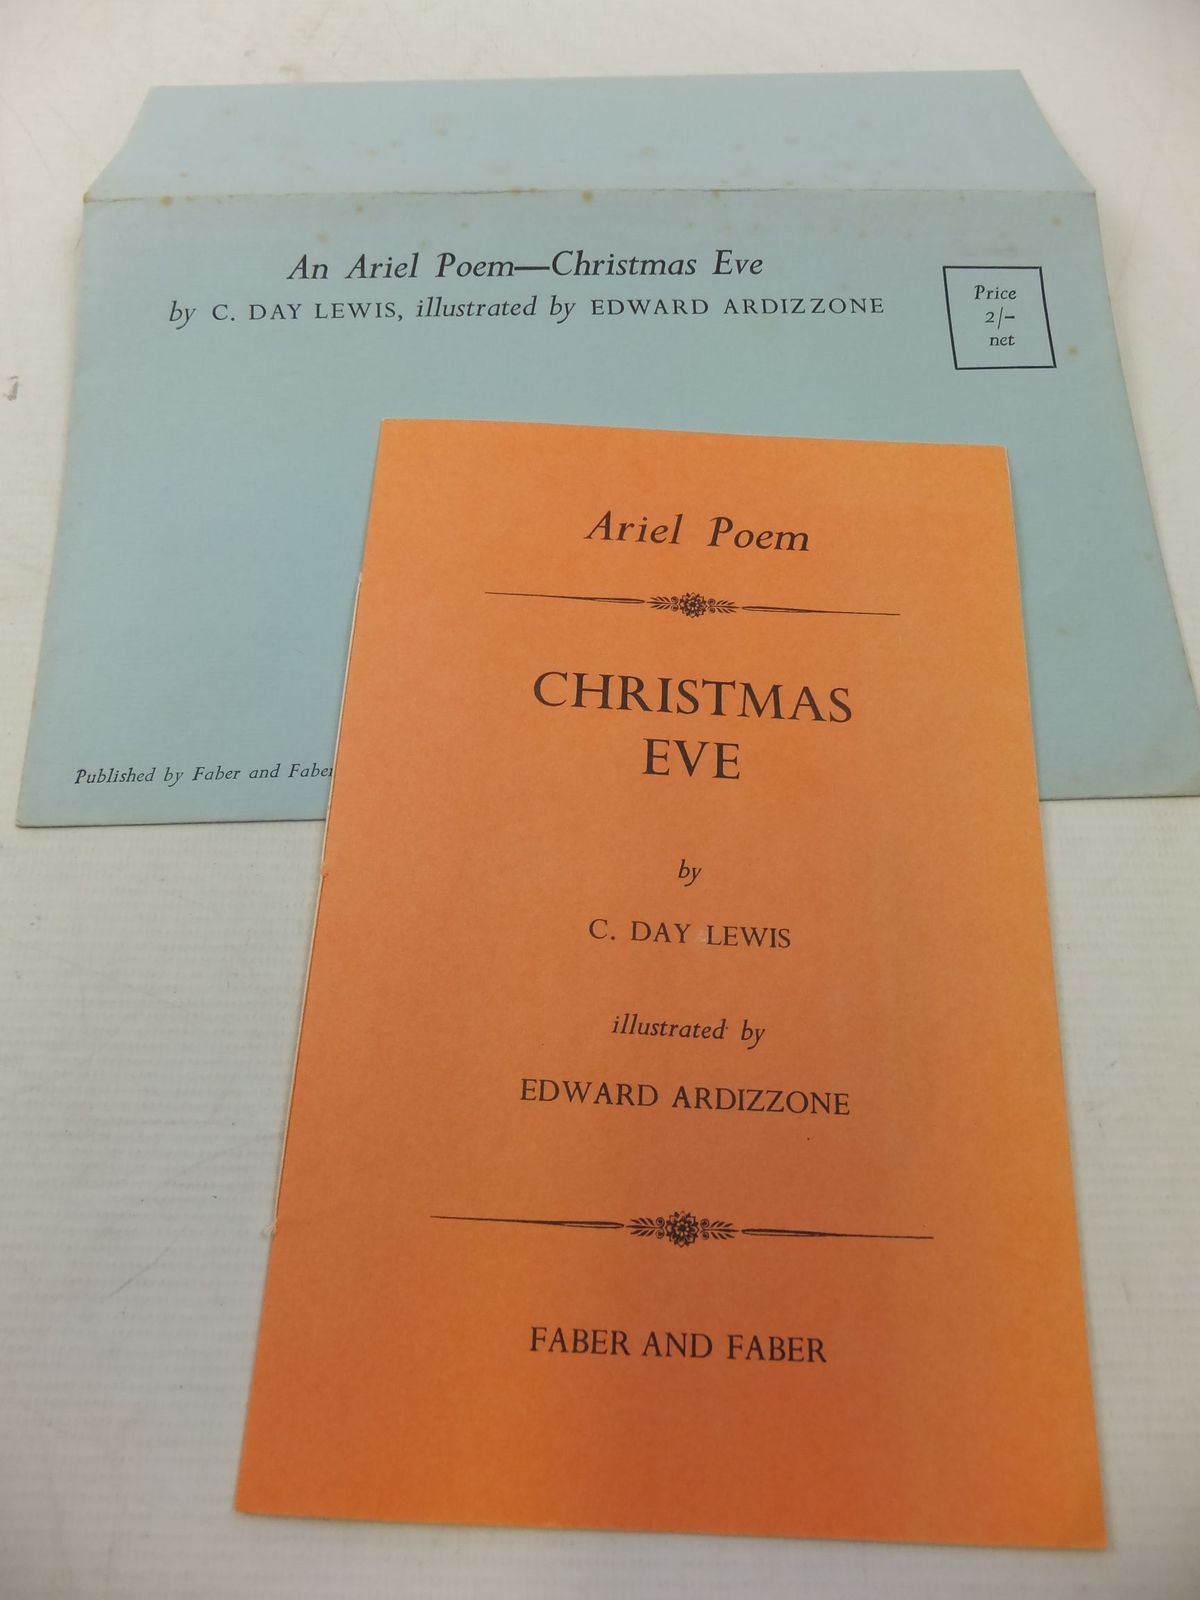 An Ariel Poem—Christmas Eve
by C. DAY LEWIS, illustrated by EDWARD ARDIZZONE
Price
2/–
net
Published by Faber and Faber
Ariel Poem
CHRISTMAS
EVE
by
C. DAY LEWIS
illustrated by
EDWARD ARDIZZONE
FABER AND FABER